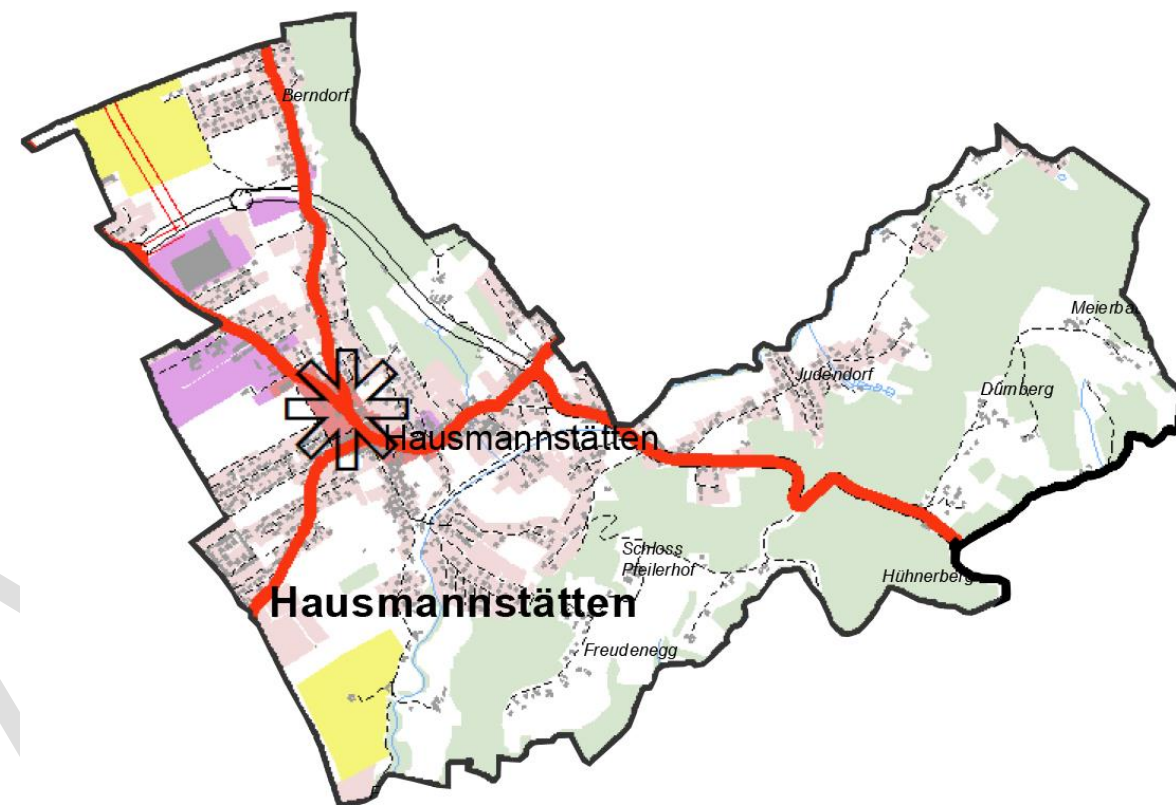 Berndorf
Meierba
Judendorf
Dürnberg
Hausmannstätten
Schloss
Pfeilerhof
Hühnerberg
Hausmannstätten
Freudenegg